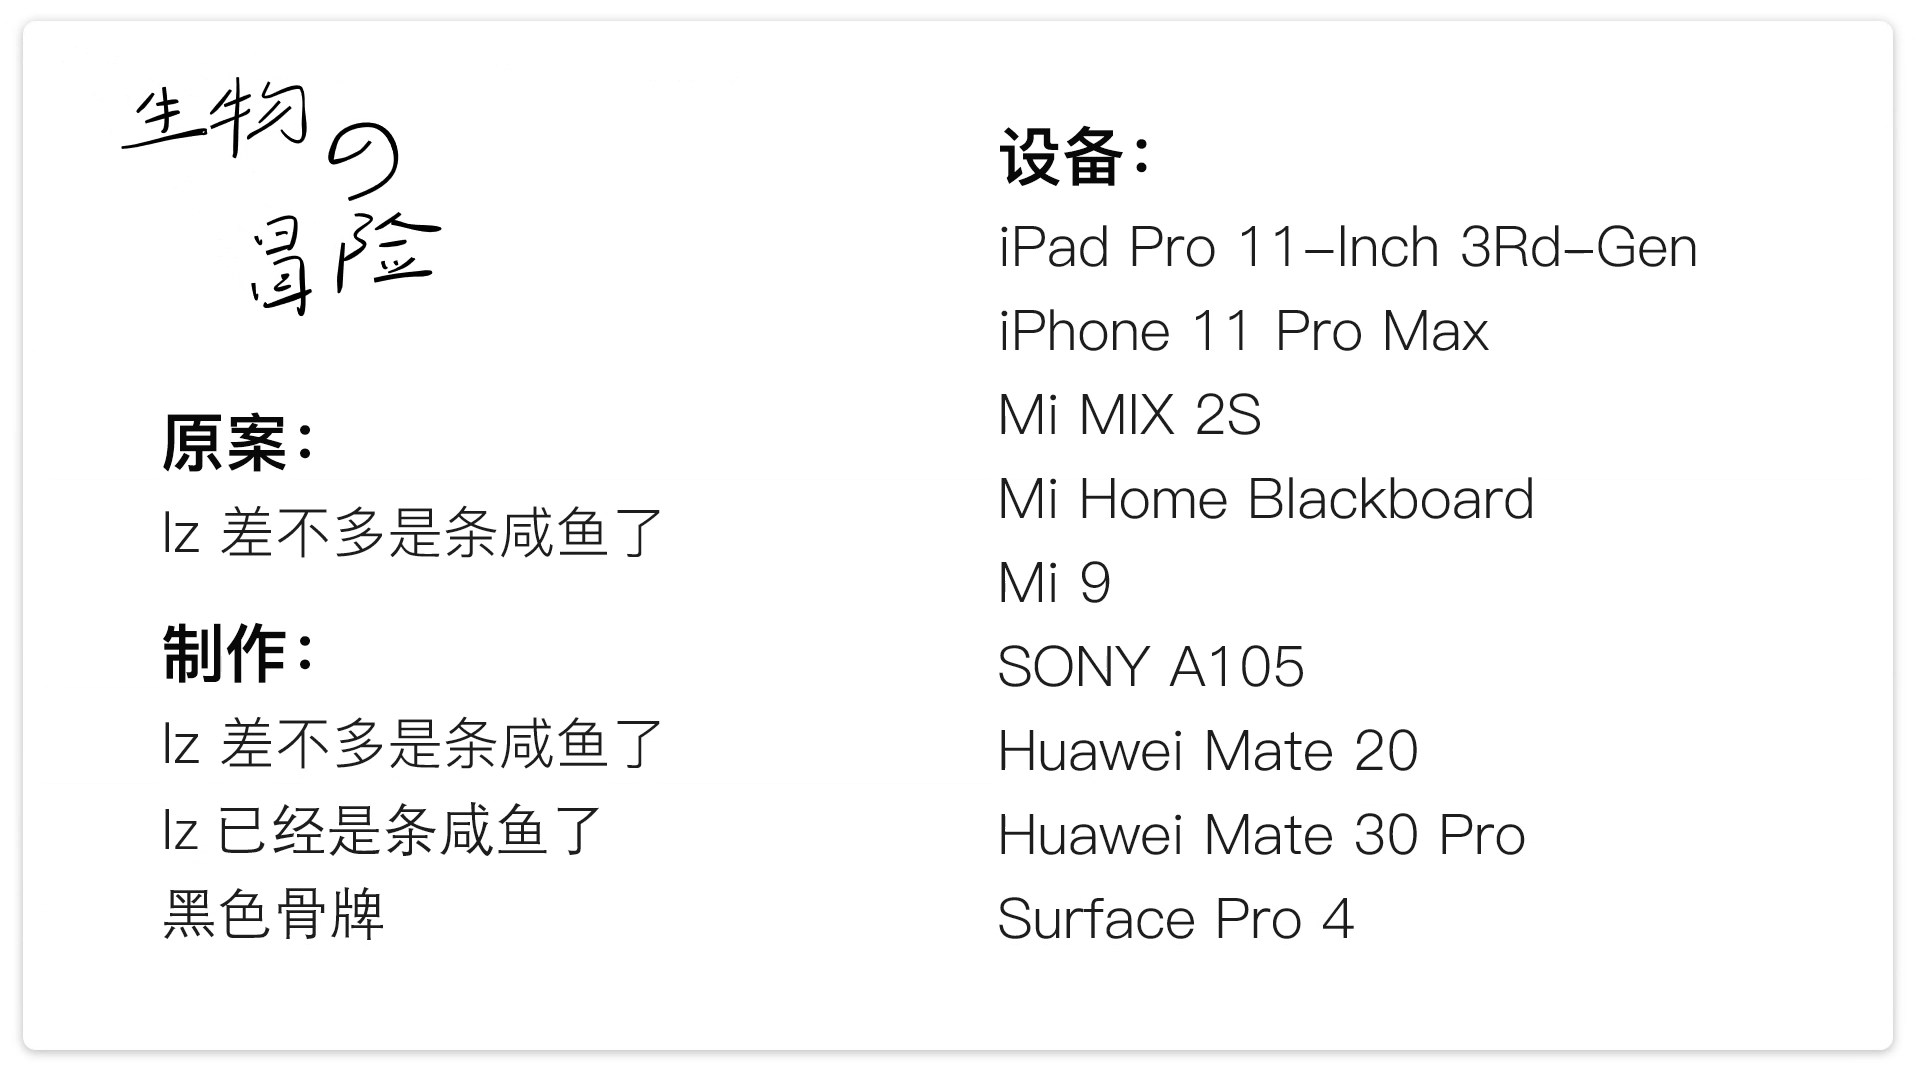 生物の
冒险
原案：
lz 差不多是条咸鱼了
制作：
lz 差不多是条咸鱼了
lz 已经是条咸鱼了
黑色骨牌
设备：
iPad Pro 11-Inch 3Rd-Gen
iPhone 11 Pro Max
Mi MIX 2S
Mi Home Blackboard
Mi 9
SONY A105
Huawei Mate 20
Huawei Mate 30 Pro
Surface Pro 4